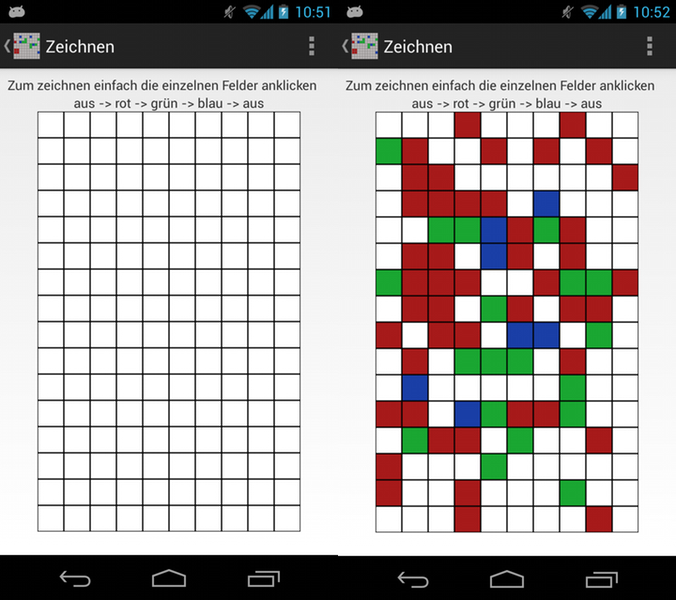 10:51
Zeichnen
Zum zeichnen einfach die einzelnen Felder anklicken
aus -> rot -> grün -> blau -> aus
10:52
Zeichnen
Zum zeichnen einfach die einzelnen Felder anklicken
aus -> rot -> grün -> blau -> aus